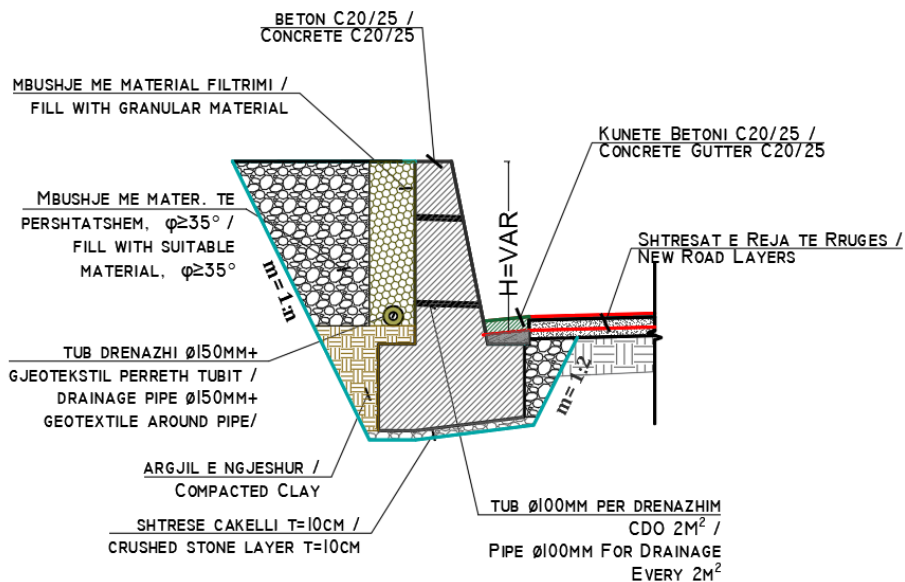 BETON C20/25 /
CONCRETE C20/25
MBUSHJE ME MATERIAL FILTRIMI /
FILL WITH GRANULAR MATERIAL
KUNETE BETONI C20/25 /
CONCRETE GUTTER C20/25
MBUSHJE ME MATER. TE
PERSHTATSHEM, φ≥35° /
FILL WITH SUITABLE
MATERIAL, φ≥35°
m= 1:n
H=VAR
SHTRESAT E REJA TE RRUGES /
NEW ROAD LAYERS
TUB DRENAZHI Ø150MM+
GJEOTEKSTIL PERRETH TUBIT /
DRAINAGE PIPE Ø150MM+
GEOTEXTILE AROUND PIPE/
m= 1:2
ARGJIL E NGJESHUR /
COMPACTED CLAY
SHTRESE CAKELLI T=10CM /
CRUSHED STONE LAYER T=10CM
TUB Ø100MM PER DRENAZHIM
CDO 2M² /
PIPE Ø100MM FOR DRAINAGE
EVERY 2M²